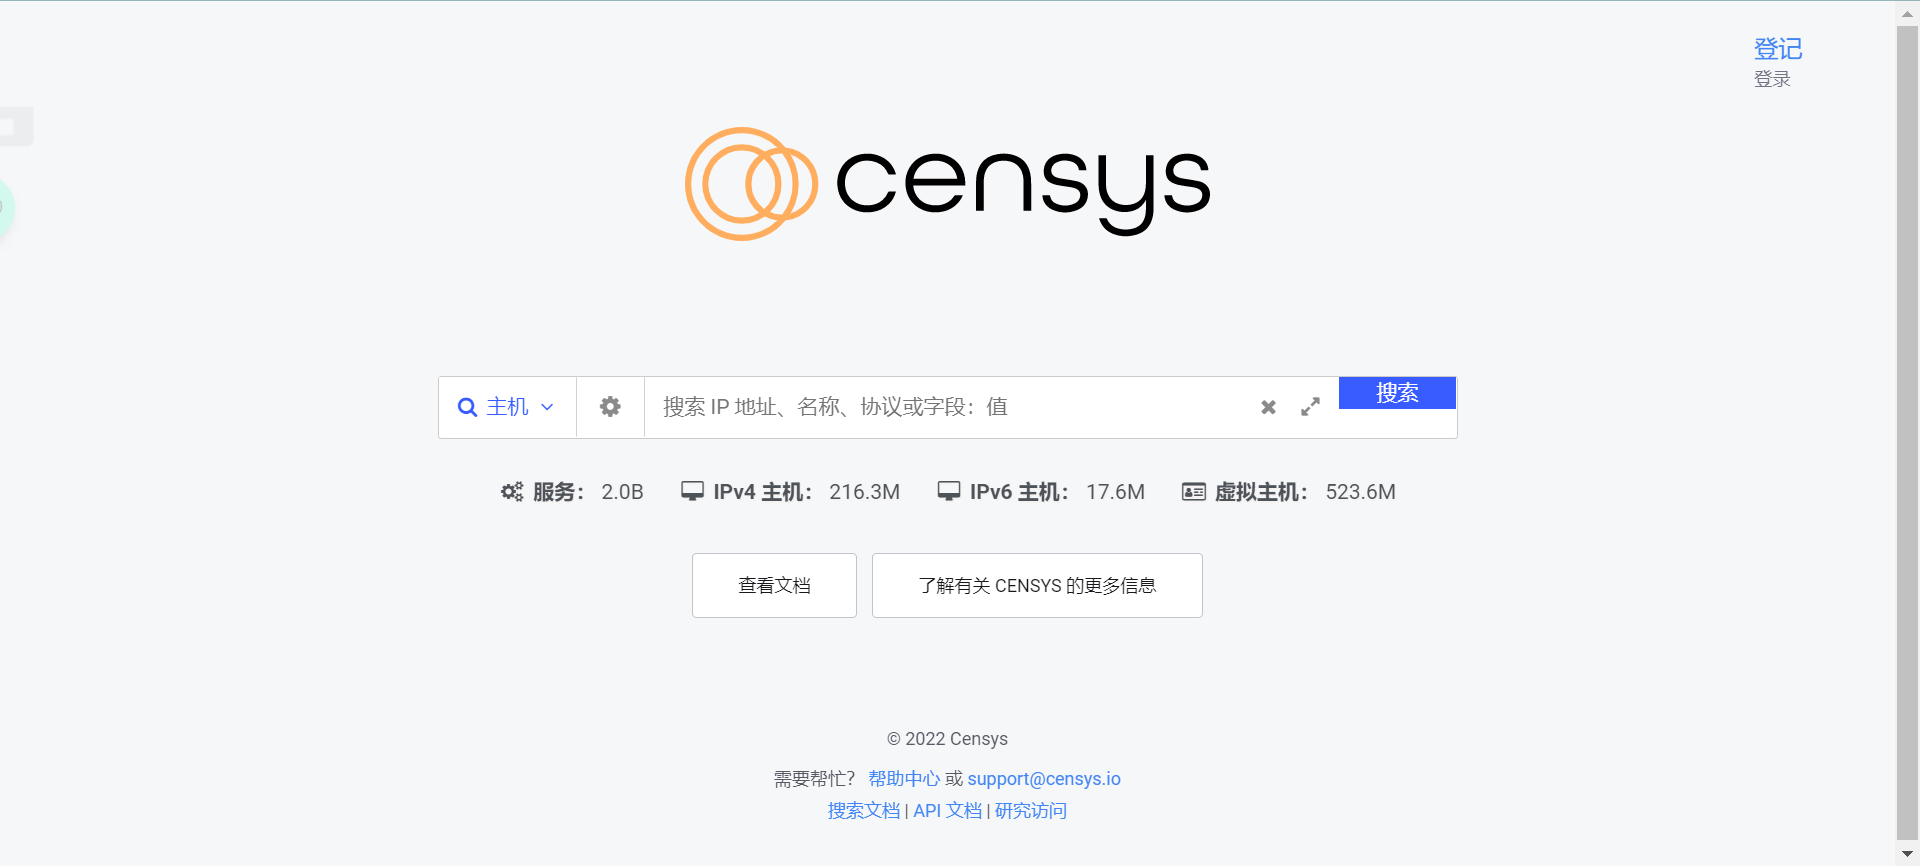 登记
登录
censys
主机
搜索 IP 地址、名称、协议或字段：值
搜索
服务： 2.0B IPv4 主机： 216.3M IPv6 主机： 17.6M 虚拟主机： 523.6M
查看文档
了解有关 CENSYS 的更多信息
© 2022 Censys
需要帮忙？ 帮助中心 或 support@censys.io
搜索文档 | API 文档 | 研究访问